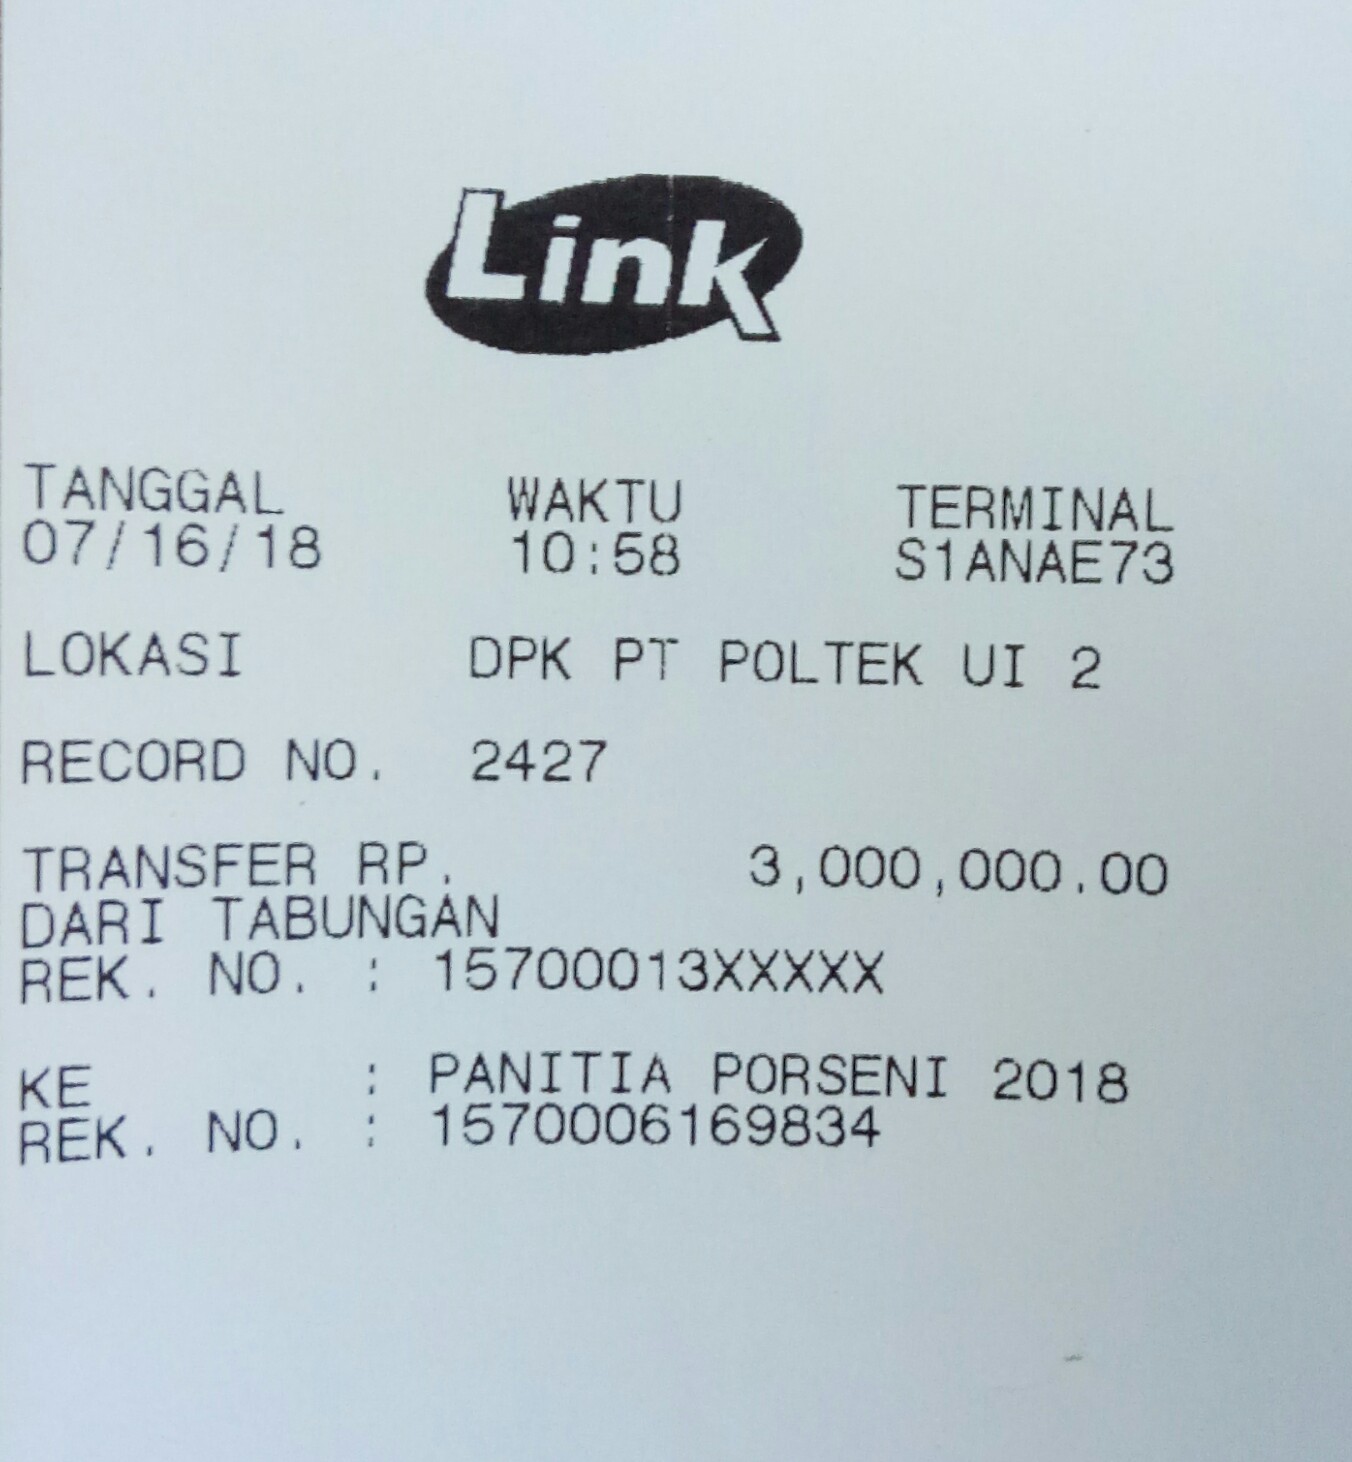 Link
TANGGAL WAKTU TERMINAL
07/16/18 10:58 S1ANAE73
LOKASI DPK PT POLTEK UI 2
RECORD NO. 2427
TRANSFER RP. 3,000,000.00
DARI TABUNGAN
REK. NO. : 15700013XXXXX
KE : PANITIA PORSENI 2018
REK. NO. : 1570006169834